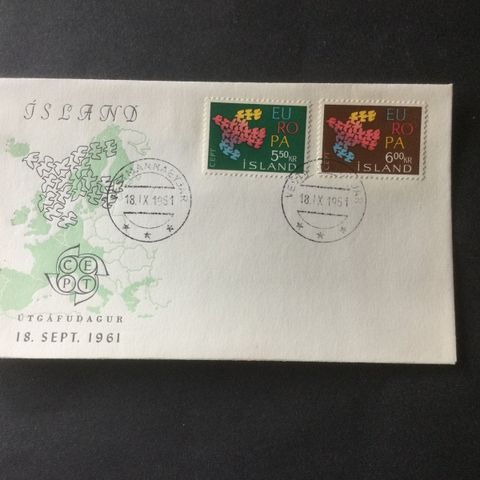 ÍSLAND
CEPT
ÚTGÁFUDAGUR
18. SEPT. 1961
EU
RO
PA
5.50 KR
CEPT
ÍSLAND
EU
RO
PA
6.00 KR
CEPT
ÍSLAND
18.IX.1961
18.IX.1961